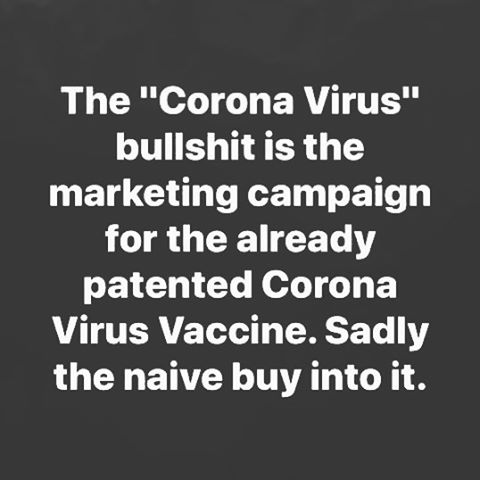 The "Corona Virus"
bullshit is the
marketing campaign
for the already
patented Corona
Virus Vaccine. Sadly
the naive buy into it.